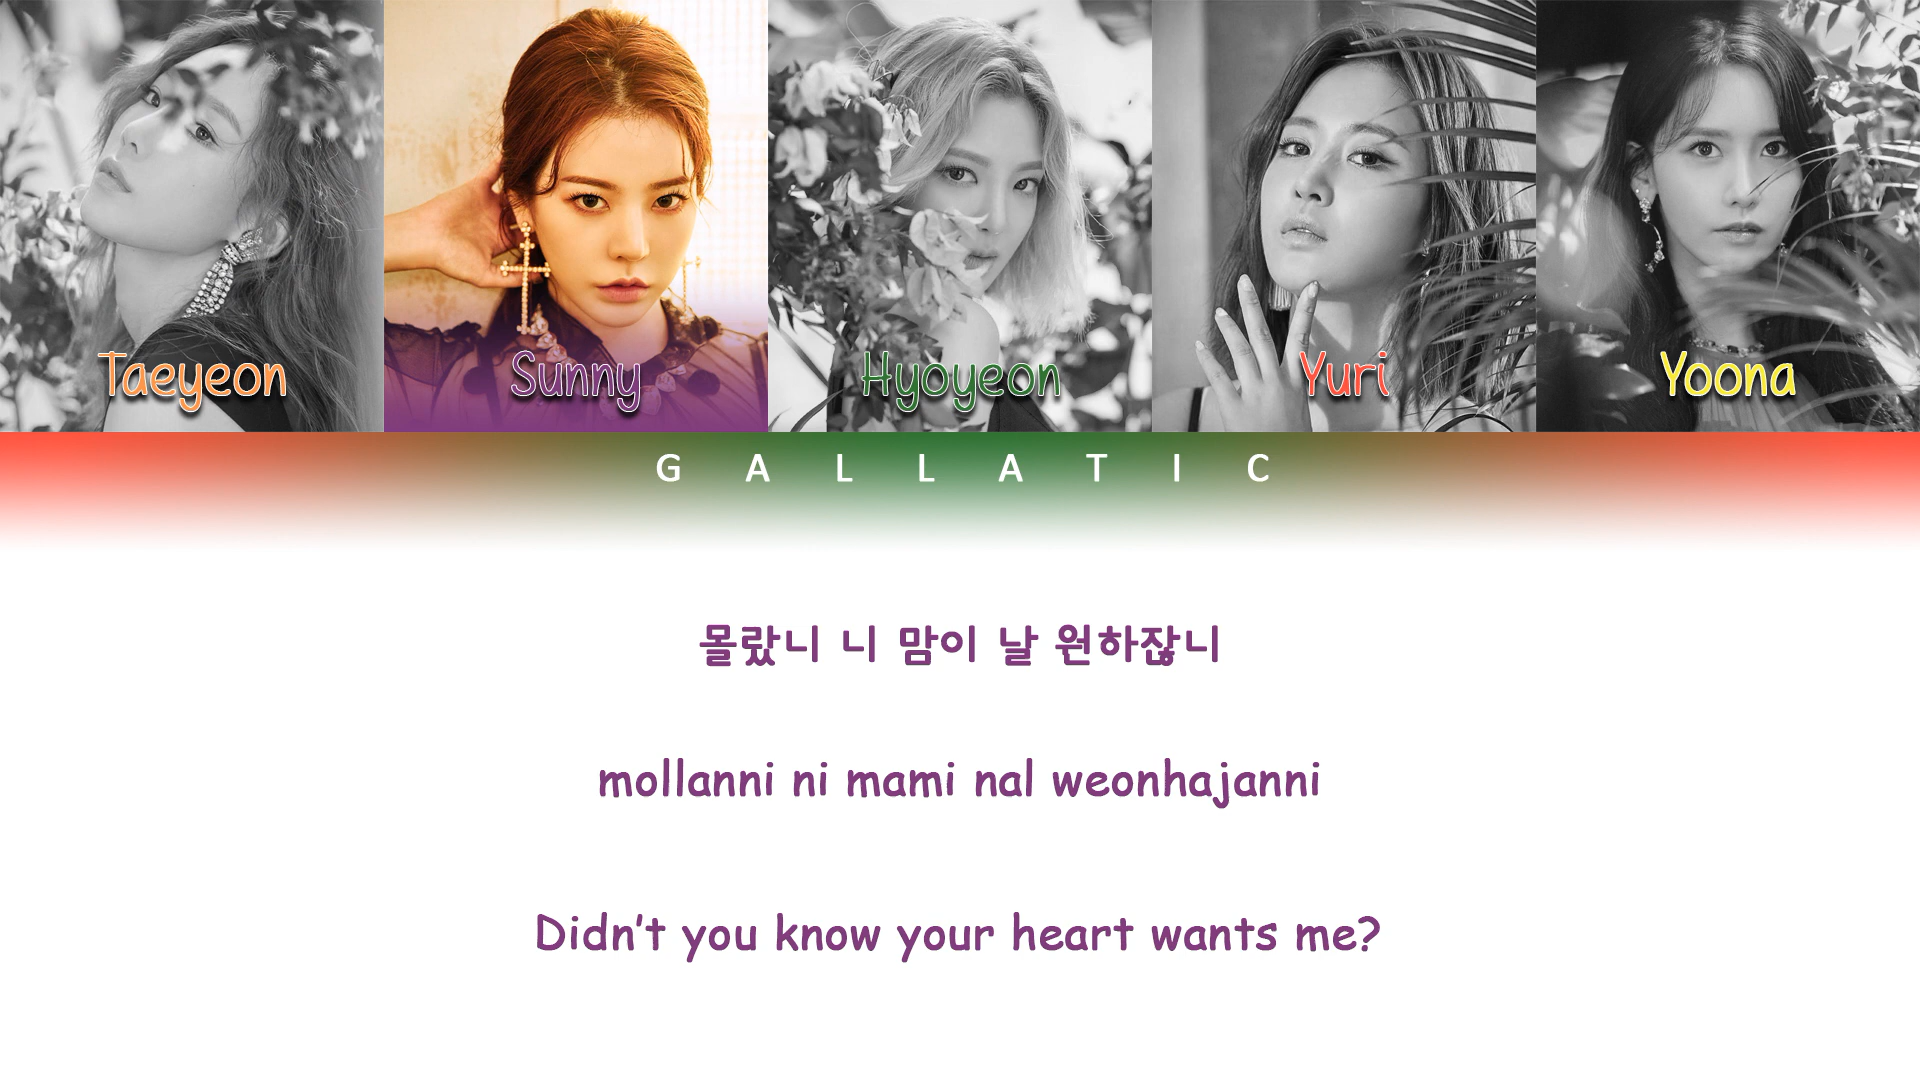 Taeyeon Sunny Hyoyeon Yuri Yoona
GALLATIC
몰랐니 니 맘이 날 원하잖니
mollanni ni mami nal weonhajanni
Didn't you know your heart wants me?